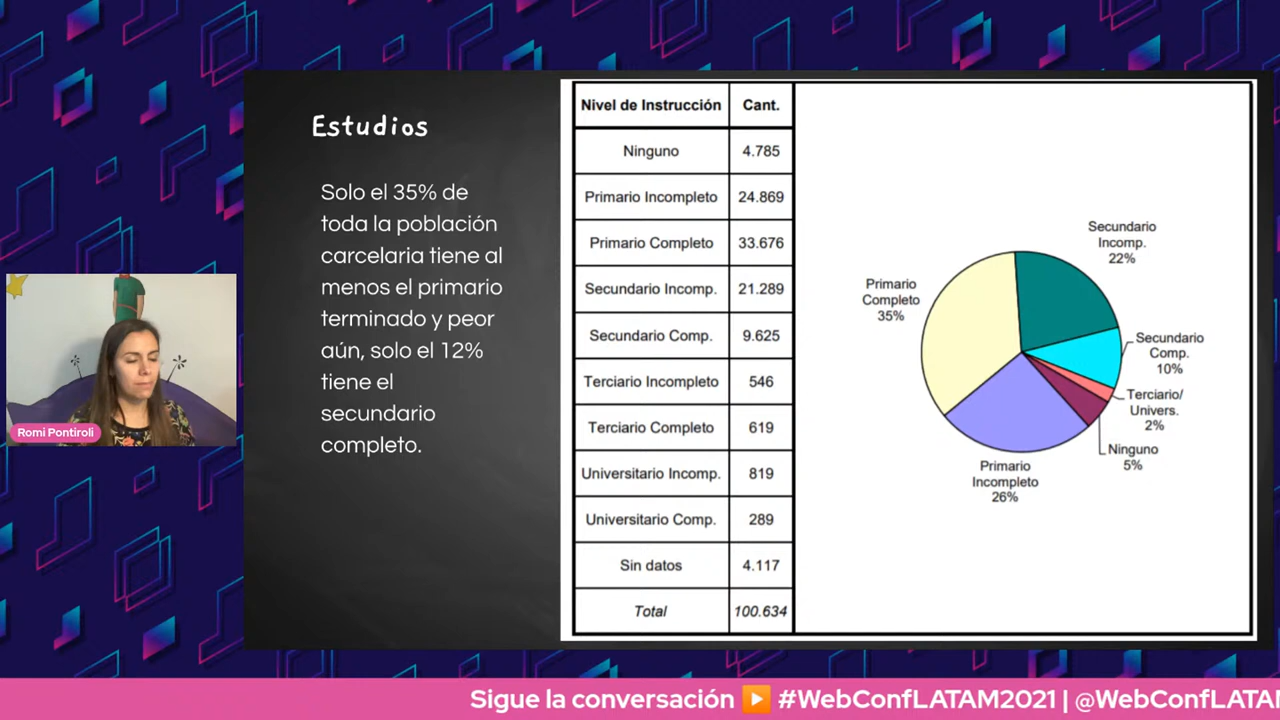 Estudios
Solo el 35% de
toda la población
carcelaria tiene al
menos el primario
terminado y peor
aún, solo el 12%
tiene el
secundario
completo.
Nivel de Instrucción Cant.
Ninguno 4.785
Primario Incompleto 24.869
Primario Completo 33.676
Secundario Incomp. 21.289
Secundario Comp. 9.625
Terciario Incompleto 546
Terciario Completo 619
Universitario Incomp. 819
Universitario Comp. 289
Sin datos 4.117
Total 100.634
Secundario
Incomp.
22%
Primario
Completo
35%
Secundario
Comp.
10%
Terciario/
Univers.
2%
Ninguno
5%
Primario
Incompleto
26%
Romi Pontiroli
Sigue la conversación ▶️ #WebConfLATAM2021 | @WebConfLATA